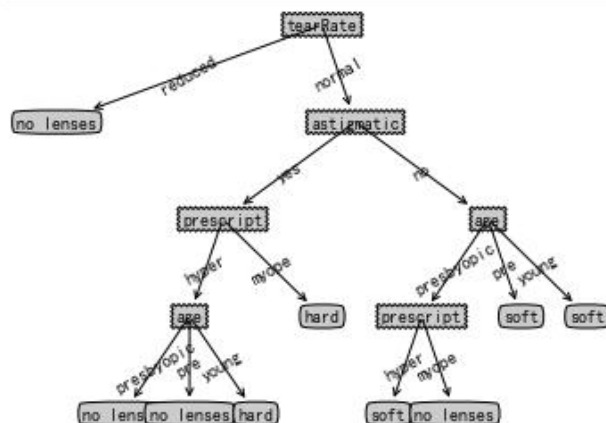 tearRate
reduced
normal
no lenses
astigmatic
yes
no
prescript
age
hyper
myope
presbyopic
pre
young
age
hard
prescript
soft
soft
presbyopic
pre
young
hyper
myope
no lens
no lenses
hard
soft
no lenses